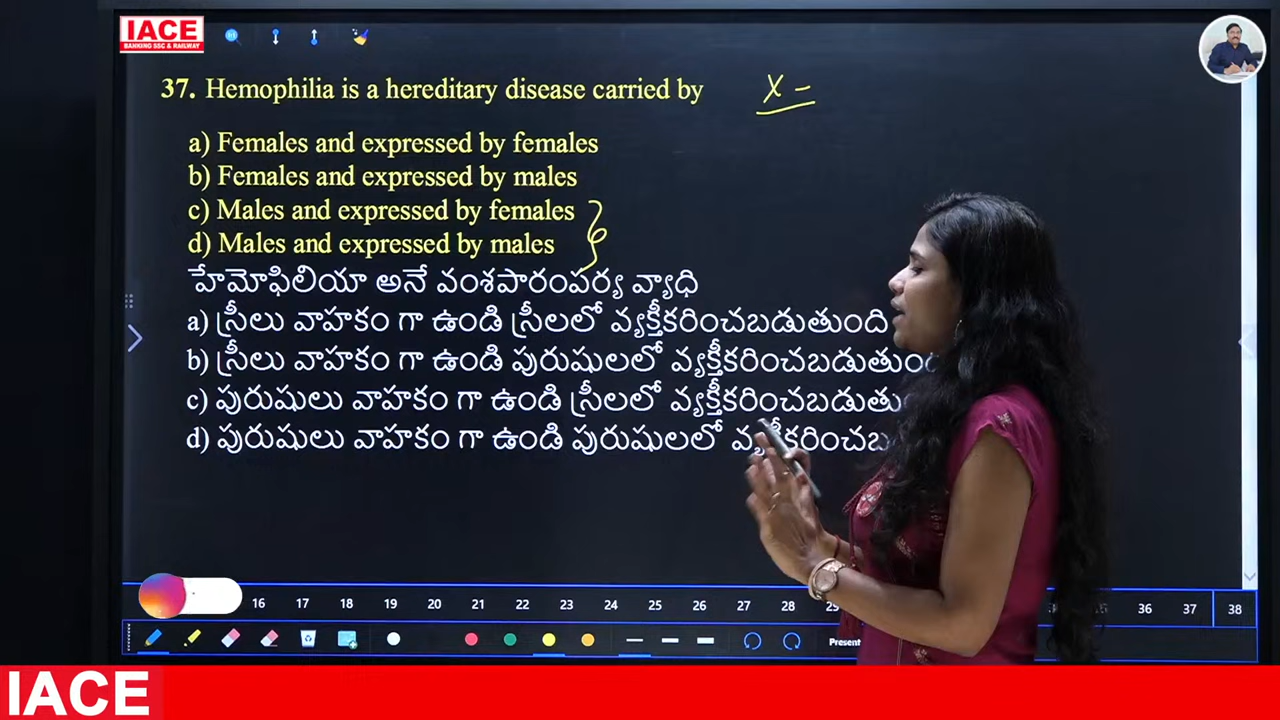 IACE
BANKING SSC & RAILWAY
37. Hemophilia is a hereditary disease carried by X -
a) Females and expressed by females
b) Females and expressed by males
c) Males and expressed by females
d) Males and expressed by males
హేమోఫిలియా అనే వంశపారంపర్య వ్యాధి
a) స్త్రీలు వాహకం గా ఉండి స్త్రీలలో వ్యక్తీకరించబడుతుంది
b) స్త్రీలు వాహకం గా ఉండి పురుషులలో
c) పురుషులు వాహకం గా ఉండి స్త్రీలలో
d) పురుషులు వాహకం గా ఉండి పురుషులలో
16 17 18 19 20 21 22 23 24 25 26 27 28 36 37 38
Present
IACE